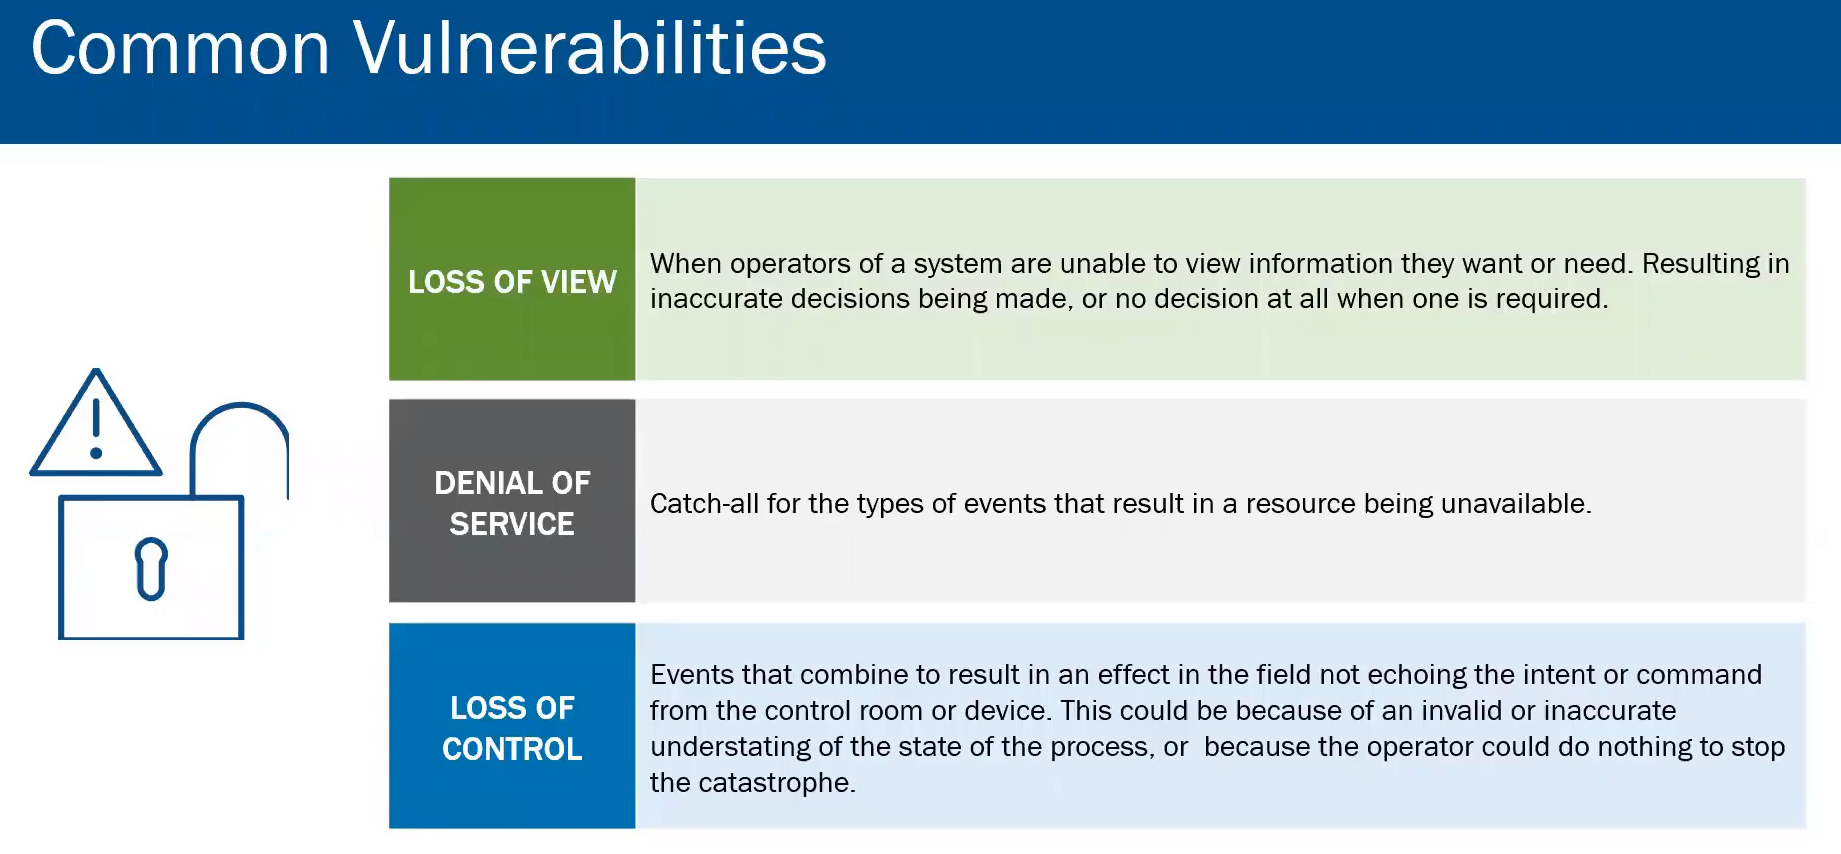 Common Vulnerabilities
LOSS OF VIEW
When operators of a system are unable to view information they want or need. Resulting in
inaccurate decisions being made, or no decision at all when one is required.
DENIAL OF
SERVICE
Catch-all for the types of events that result in a resource being unavailable.
LOSS OF
CONTROL
Events that combine to result in an effect in the field not echoing the intent or command
from the control room or device. This could be because of an invalid or inaccurate
understating of the state of the process, or  because the operator could do nothing to stop
the catastrophe.